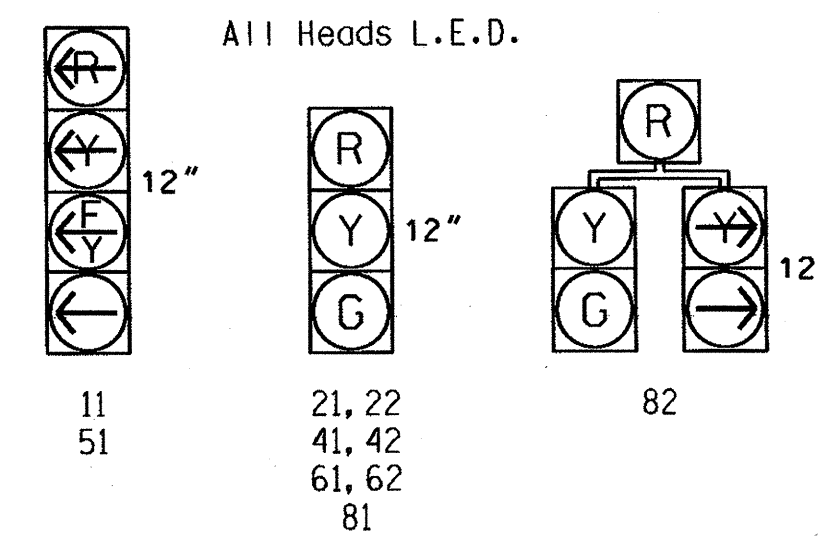 All Heads L.E.D.
R
Y
F
Y
12"
R
Y
G
12"
R
Y
G
Y
12
11
51
21, 22
41, 42
61, 62
81
82